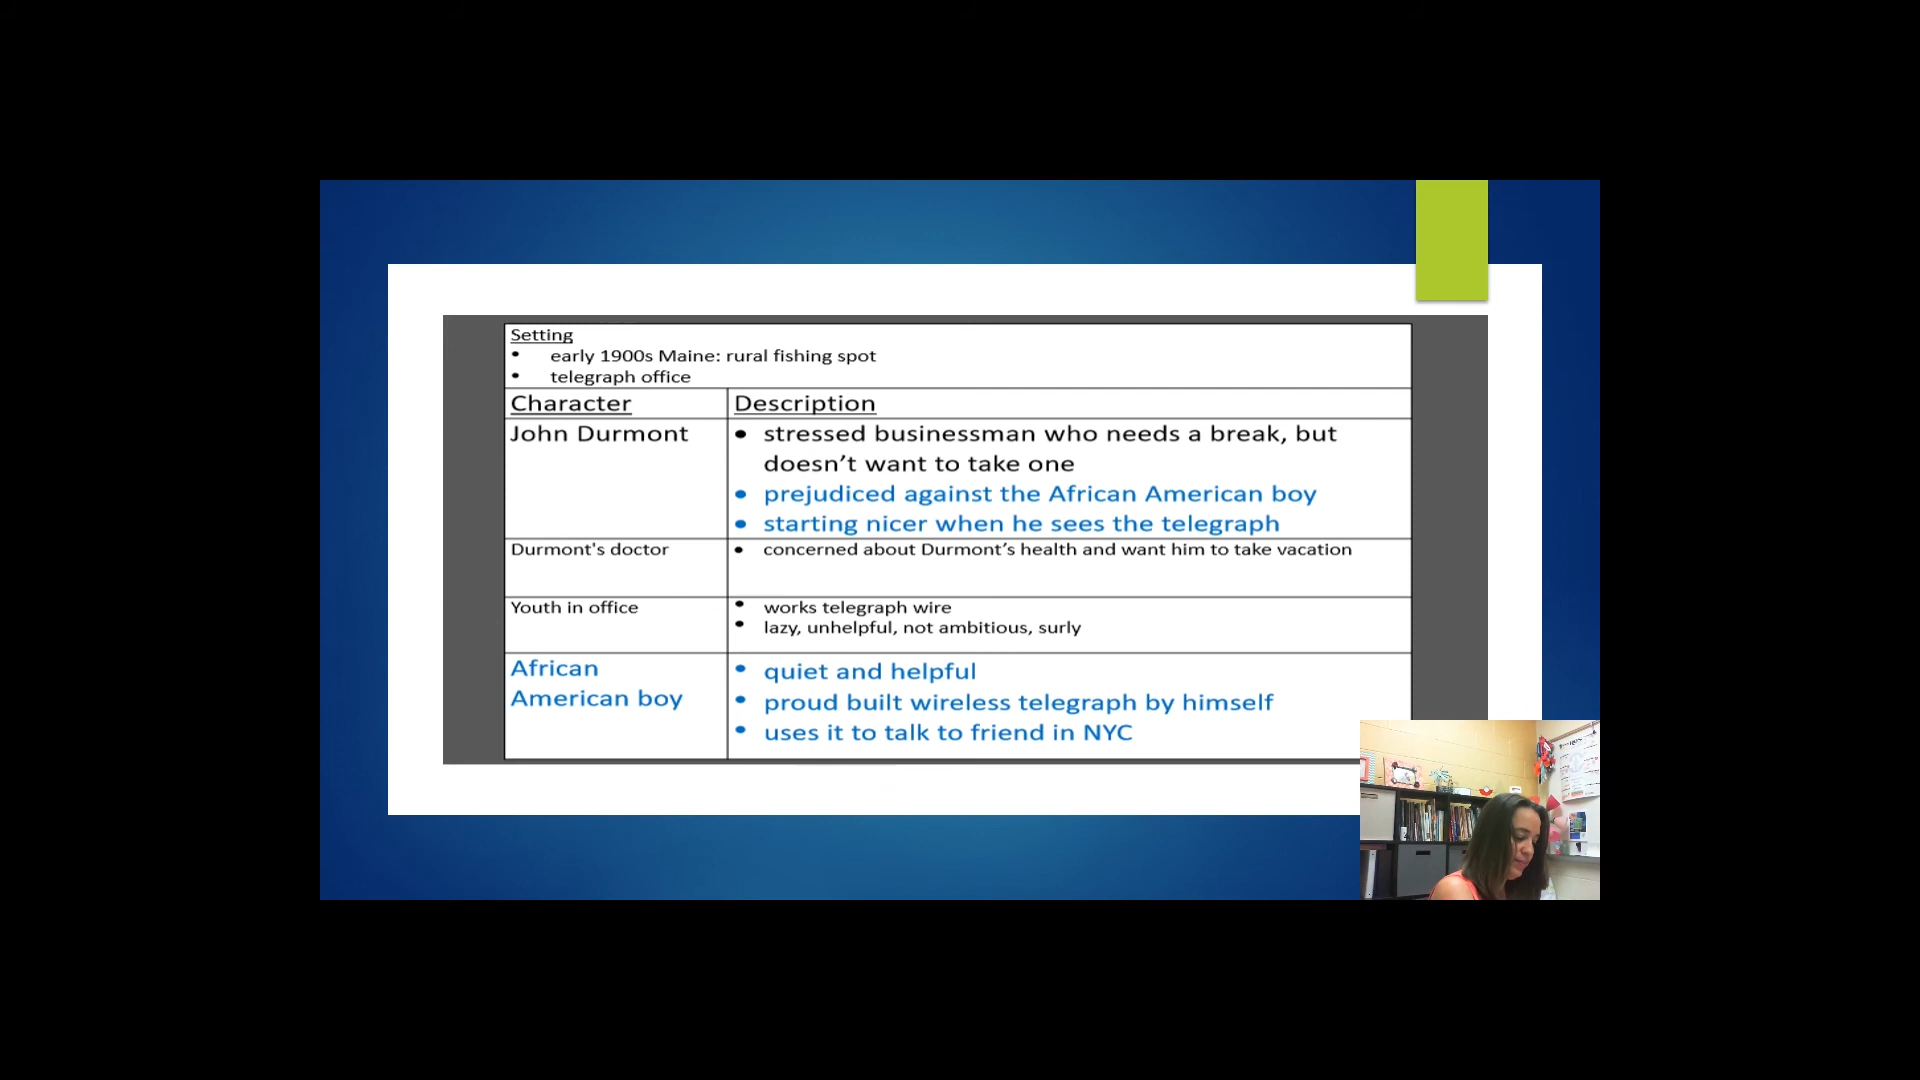 Setting
• early 1900s Maine: rural fishing spot
• telegraph office
Character Description
John Durmont
• stressed businessman who needs a break, but
doesn’t want to take one
• prejudiced against the African American boy
• starting nicer when he sees the telegraph
Durmont's doctor
• concerned about Durmont’s health and want him to take vacation
Youth in office
• works telegraph wire
• lazy, unhelpful, not ambitious, surly
African
American boy
• quiet and helpful
• proud built wireless telegraph by himself
• uses it to talk to friend in NYC